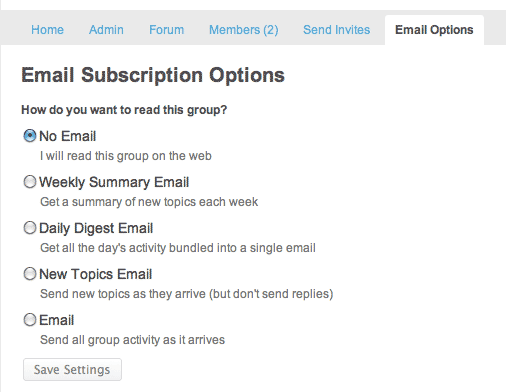 Home Admin Forum Members (2) Send Invites Email Options
Email Subscription Options
How do you want to read this group?
No Email
I will read this group on the web
Weekly Summary Email
Get a summary of new topics each week
Daily Digest Email
Get all the day's activity bundled into a single email
New Topics Email
Send new topics as they arrive (but don't send replies)
Email
Send all group activity as it arrives
Save Settings